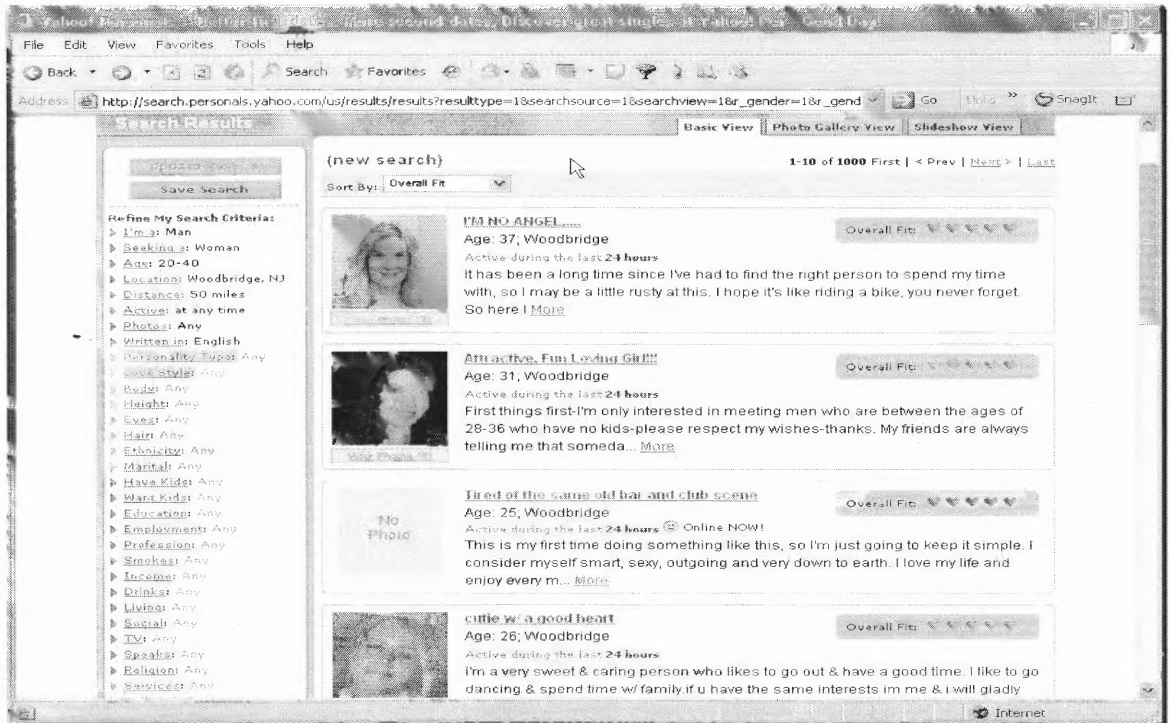 Yahoo! Personals - Better first dates. More second dates. Discover great singles at Yahoo! Per
File Edit View Favorites Tools Help
Back Search Favorites
Address http://search.personals.yahoo.com/us/results/results?resulttype=1&searchsource=1&searchview=1&r_gender=1&r_gend Go Links » SnagIt
Search Results
Basic View Photo Gallery View Slideshow View
Save Search
Refine My Search Criteria:
I'm a: Man
Seeking a: Woman
Age: 20-40
Location: Woodbridge, NJ
Distance: 50 miles
Active: at any time
Photos: Any
Written in: English
Personality Type: Any
Love Style: Any
Body: Any
Height: Any
Eyes: Any
Hair: Any
Ethnicity: Any
Marital: Any
Have Kids: Any
Want Kids: Any
Education: Any
Employment: Any
Profession: Any
Smokes: Any
Income: Any
Drinks: Any
Living: Any
Social: Any
TV: Any
Speaks: Any
Religion: Any
Services: Any
(new search)
1-10 of 1000 First | < Prev | Next > | Last
Sort By: Overall Fit
I'M NO ANGEL.....
Overall Fit:
Age: 37; Woodbridge
Active during the last 24 hours
It has been a long time since I've had to find the right person to spend my time
with, so I may be a little rusty at this. I hope it's like riding a bike, you never forget.
So here I More
Attractive, Fun Loving Girl!!!
Overall Fit:
Age: 31; Woodbridge
Active during the last 24 hours
First things first-I'm only interested in meeting men who are between the ages of
28-36 who have no kids-please respect my wishes-thanks. My friends are always
telling me that someda... More
No
Photo
Tired of the same old bar and club scene
Overall Fit:
Age: 25; Woodbridge
Active during the last 24 hours Online NOW!
This is my first time doing something like this, so I'm just going to keep it simple. I
consider myself smart, sexy, outgoing and very down to earth. I love my life and
enjoy every m... More
cutie w/ a good heart
Overall Fit:
Age: 26; Woodbridge
Active during the last 24 hours
i'm a very sweet & caring person who likes to go out & have a good time. I like to go
dancing & spend time w/ family.if u have the same interests im me & i will gladly
Internet